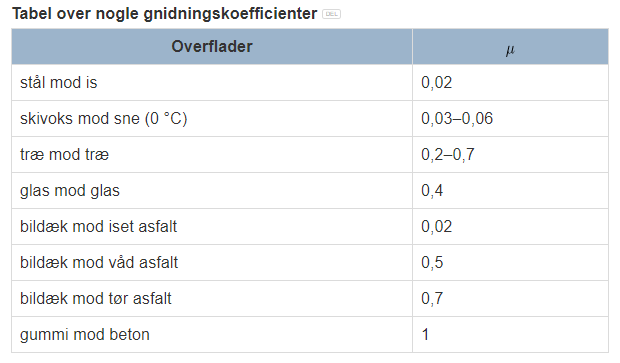 Tabel over nogle gnidningskoefficienter DEL
Overflader μ
stål mod is 0,02
skivoks mod sne (0 °C) 0,03–0,06
træ mod træ 0,2–0,7
glas mod glas 0,4
bildæk mod iset asfalt 0,02
bildæk mod våd asfalt 0,5
bildæk mod tør asfalt 0,7
gummi mod beton 1